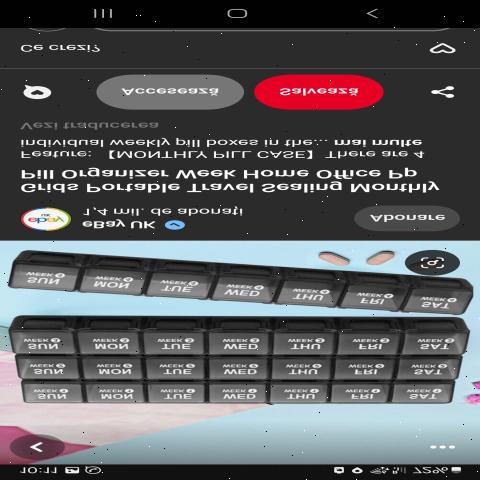 10:11 72%
SUN MON TUE WED THU FRI SAT
WEEK 1 WEEK 1 WEEK 1 WEEK 1 WEEK 1 WEEK 1 WEEK 1
SUN MON TUE WED THU FRI SAT
WEEK 2 WEEK 2 WEEK 2 WEEK 2 WEEK 2 WEEK 2 WEEK 2
SUN MON TUE WED THU FRI SAT
WEEK 3 WEEK 3 WEEK 3 WEEK 3 WEEK 3 WEEK 3 WEEK 3
SUN MON TUE WED THU FRI SAT
WEEK 4 WEEK 4 WEEK 4 WEEK 4 WEEK 4 WEEK 4 WEEK 4
ebay
UK
eBay UK
1,4 mil. de abonați
Abonare
Grids Portable Travel Sealing Monthly
Pill Organizer Week Home Office Pp
Feature: 【MONTHLY PILL CASE】 There are 4
individual weekly pill boxes in the... mai multe
Vezi traducerea
Accesează
Salvează
Ce crezi?